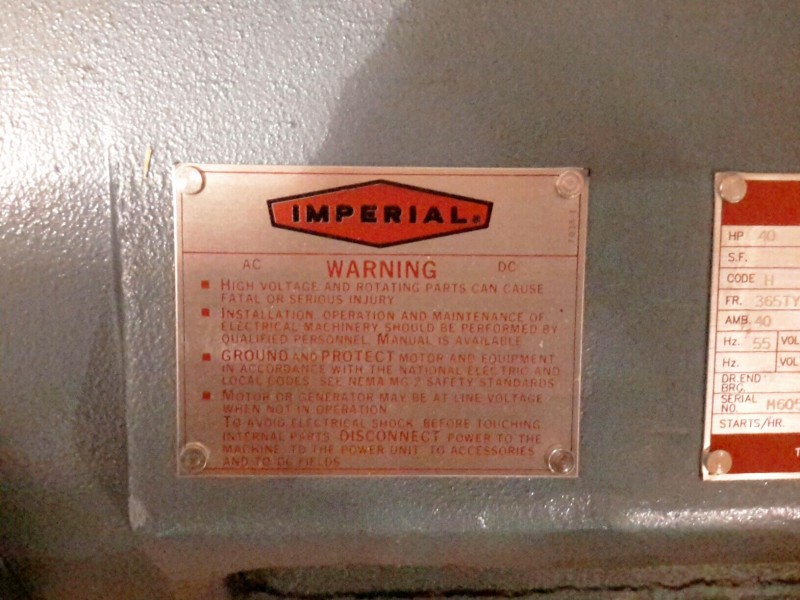 IMPERIAL®
AC WARNING DC
■ HIGH VOLTAGE AND ROTATING PARTS CAN CAUSE
FATAL OR SERIOUS INJURY
■ INSTALLATION, OPERATION AND MAINTENANCE OF
ELECTRICAL MACHINERY SHOULD BE PERFORMED BY
QUALIFIED PERSONNEL. MANUAL IS AVAILABLE
■ GROUND AND PROTECT MOTOR AND EQUIPMENT
IN ACCORDANCE WITH THE NATIONAL ELECTRIC AND
LOCAL CODES. SEE NEMA MG-2 SAFETY STANDARDS
■ MOTOR OR GENERATOR MAY BE AT LINE VOLTAGE
WHEN NOT IN OPERATION.
TO AVOID ELECTRICAL SHOCK, BEFORE TOUCHING
INTERNAL PARTS, DISCONNECT POWER TO THE
MACHINE, TO THE POWER UNIT, TO ACCESSORIES
AND TO DC FIELDS
HP 40
S.F.
CODE H
FR. 365TY
AMB. 40
Hz. 55 VOL
Hz. VOL
DR. END
BRG.
SERIAL
NO. M605
STARTS/HR.
T